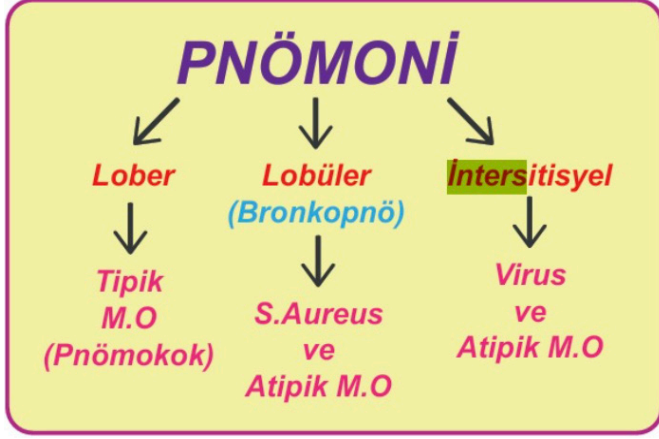 PNÖMONİ
Lober
Tipik
M.O
(Pnömokok)
Lobüler
(Bronkopnö)
S.Aureus
ve
Atipik M.O
İntersitisyel
Virus
ve
Atipik M.O